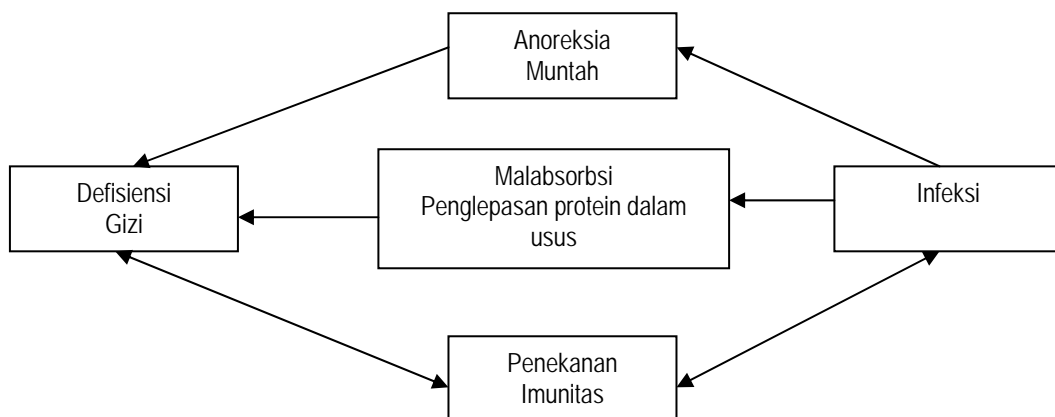 Anoreksia
Muntah
Defisiensi
Gizi
Malabsorbsi
Penglepasan protein dalam
usus
Infeksi
Penekanan
Imunitas